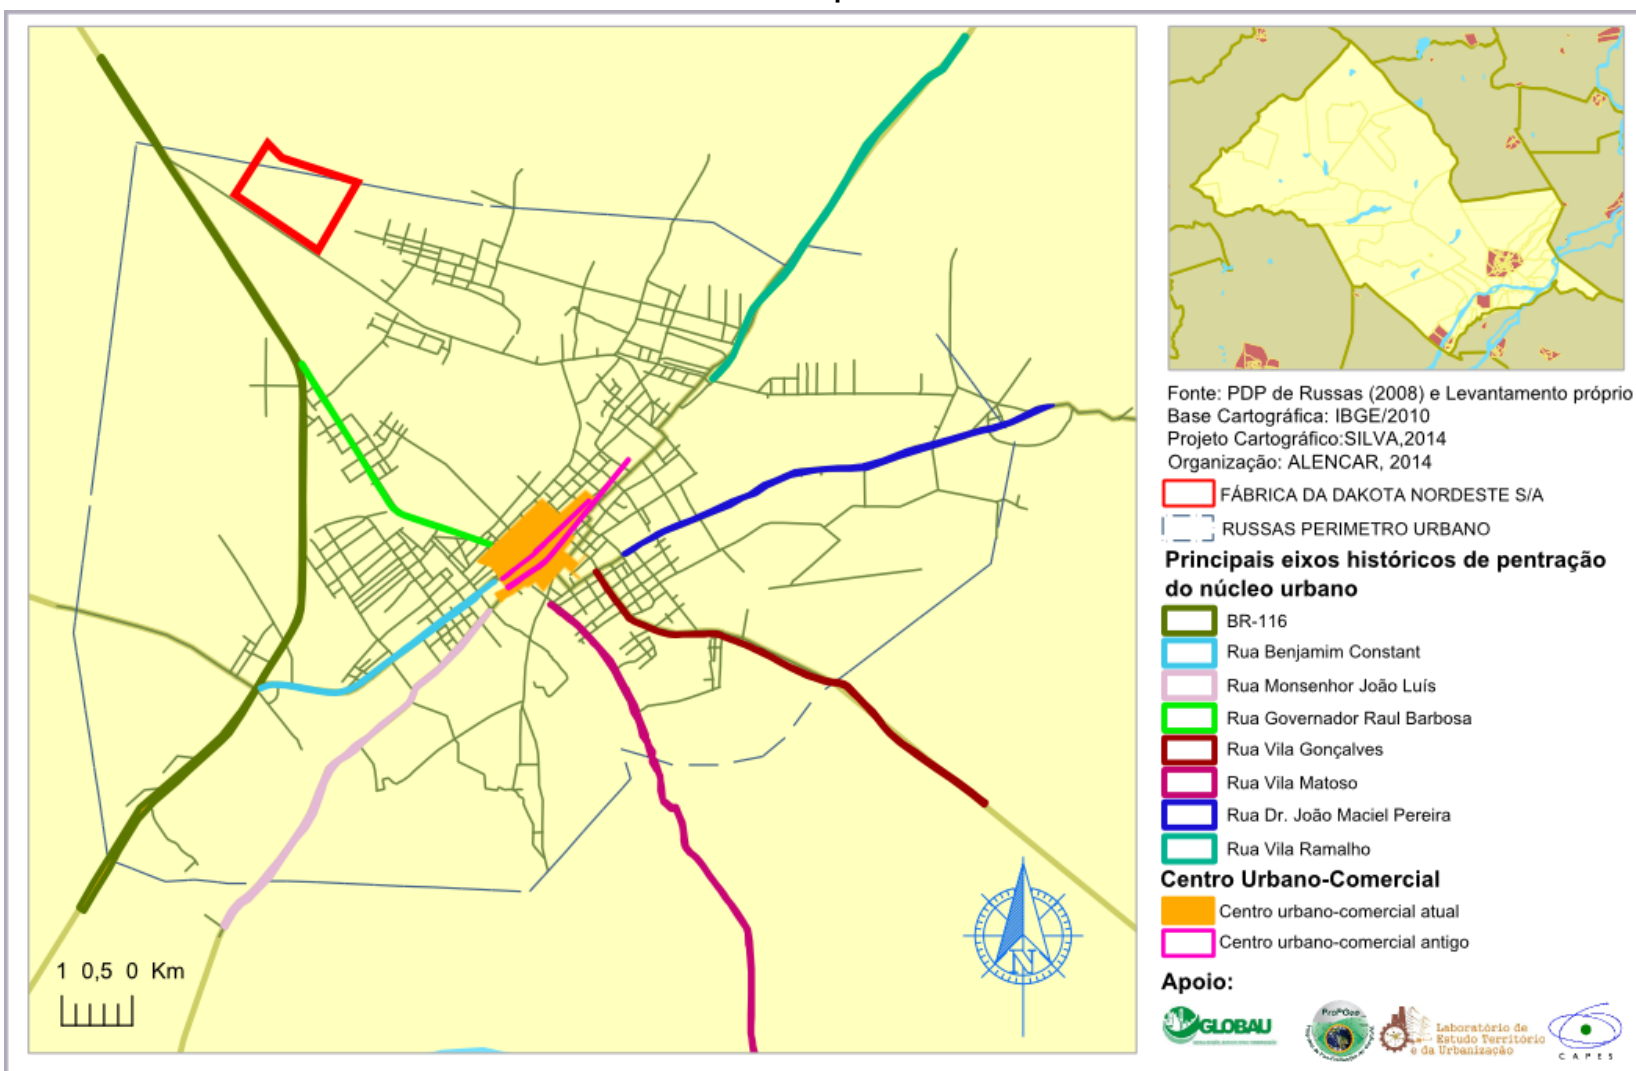 Fonte: PDP de Russas (2008) e Levantamento próprio
Base Cartográfica: IBGE/2010
Projeto Cartográfico:SILVA,2014
Organização: ALENCAR, 2014
FÁBRICA DA DAKOTA NORDESTE S/A
RUSSAS PERIMETRO URBANO
Principais eixos históricos de pentração
do núcleo urbano
BR-116
Rua Benjamim Constant
Rua Monsenhor João Luís
Rua Governador Raul Barbosa
Rua Vila Gonçalves
Rua Vila Matoso
Rua Dr. João Maciel Pereira
Rua Vila Ramalho
Centro Urbano-Comercial
Centro urbano-comercial atual
Centro urbano-comercial antigo
Apoio:
GLOBAU
ProPGeo
Laboratório de
Estudo Território
e da Urbanização
CAPES
N
1 0,5 0 Km